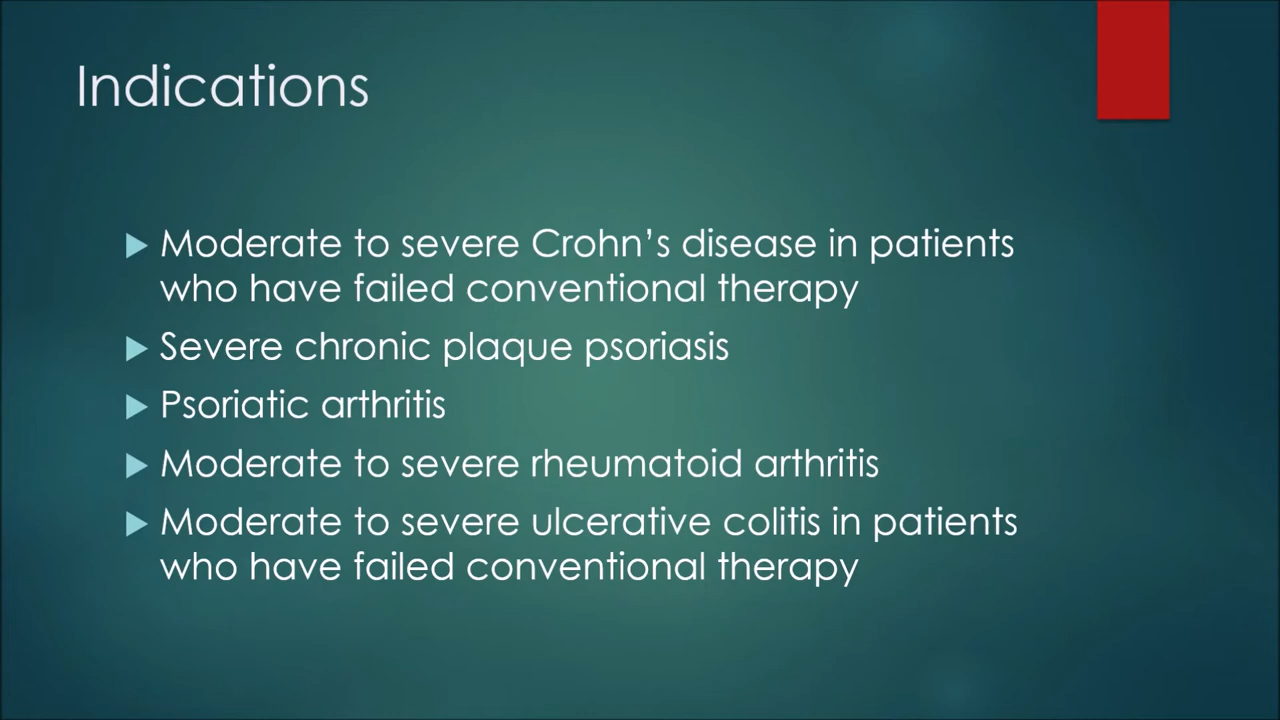 Indications
Moderate to severe Crohn’s disease in patients
who have failed conventional therapy
Severe chronic plaque psoriasis
Psoriatic arthritis
Moderate to severe rheumatoid arthritis
Moderate to severe ulcerative colitis in patients
who have failed conventional therapy